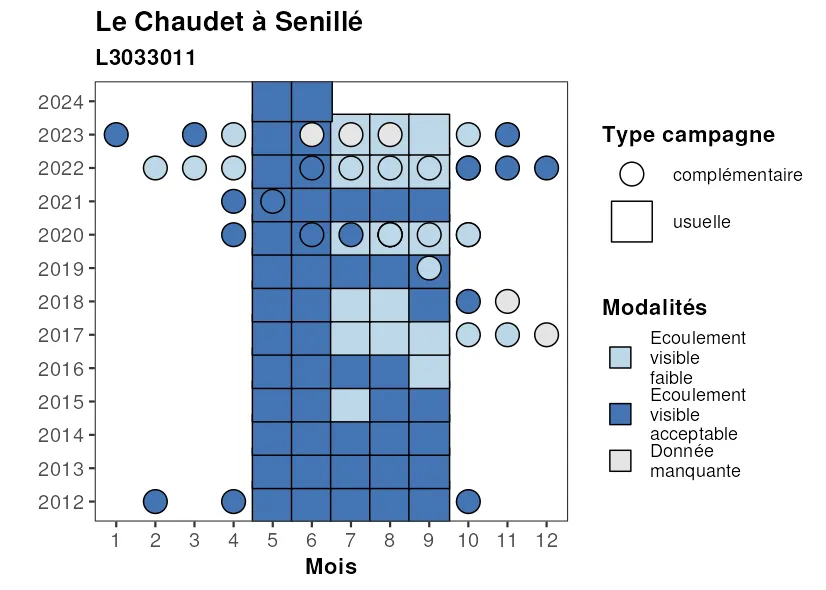 Le Chaudet à Senillé
L3033011
2024
2023
2022
2021
2020
2019
2018
2017
2016
2015
2014
2013
2012
1 2 3 4 5 6 7 8 9 10 11 12
Mois
Type campagne
complémentaire
usuelle
Modalités
Ecoulement
visible
faible
Ecoulement
visible
acceptable
Donnée
manquante